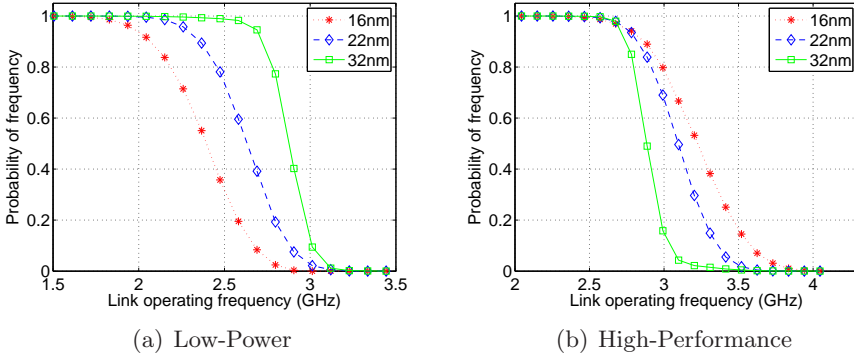 1
0.8
0.6
0.4
0.2
0
Probability of frequency
1.5
2
2.5
3
3.5
Link operating frequency (GHz)
16nm
22nm
32nm
(a) Low-Power
1
0.8
0.6
0.4
0.2
0
Probability of frequency
2
2.5
3
3.5
4
Link operating frequency (GHz)
16nm
22nm
32nm
(b) High-Performance